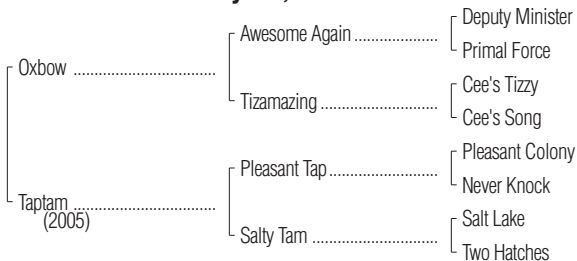 Deputy Minister
Awesome Again ....................
Primal Force
Oxbow .................................
Cee's Tizzy
Tizamazing ..............................
Cee's Song
Pleasant Colony
Pleasant Tap ...........................
Never Knock
Taptam .................................
(2005)
Salt Lake
Salty Tam ...............................
Two Hatches